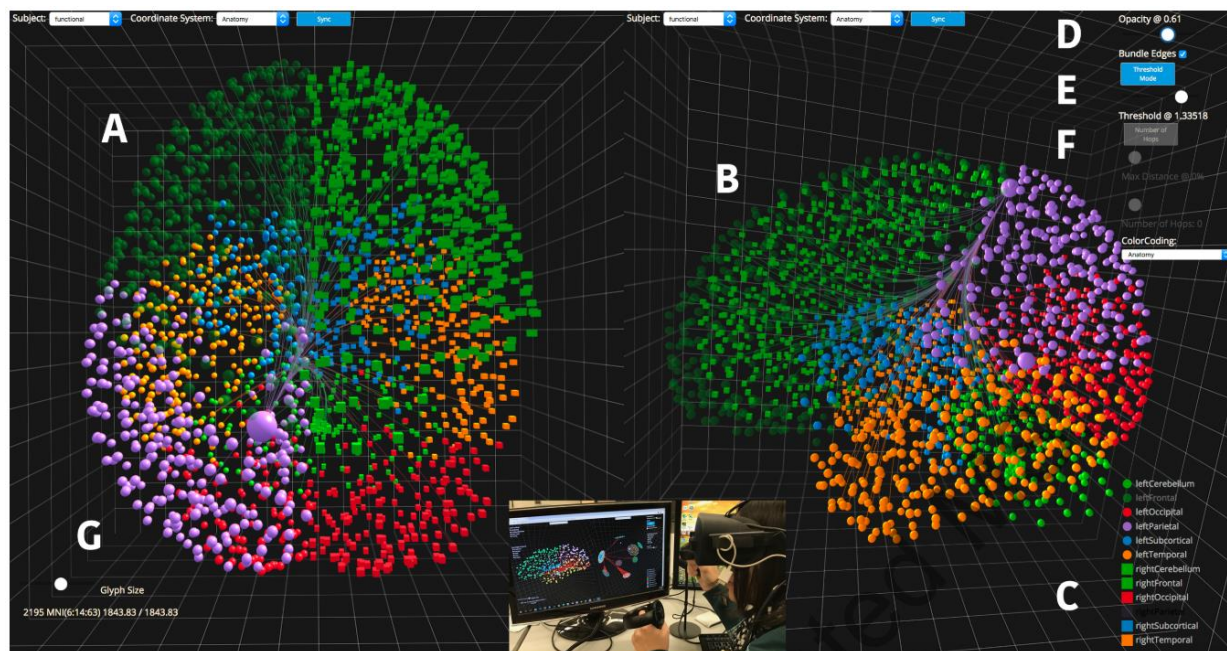 Subject: functional Coordinate System: Anatomy Sync
Subject: functional Coordinate System: Anatomy Sync
Opacity @ 0.61
D
Bundle Edges
Threshold Mode
E
Threshold @ 1.33518
Number of Hops
F
Max Distance @ 0%
Number of Hops: 0
ColorCoding:
Anatomy
A
B
leftCerebellum
leftFrontal
leftOccipital
leftParietal
leftSubcortical
leftTemporal
rightCerebellum
rightFrontal
rightOccipital
rightParietal
rightSubcortical
rightTemporal
C
G
Glyph Size
2195 MNI(6:14:63) 1843.83 / 1843.83